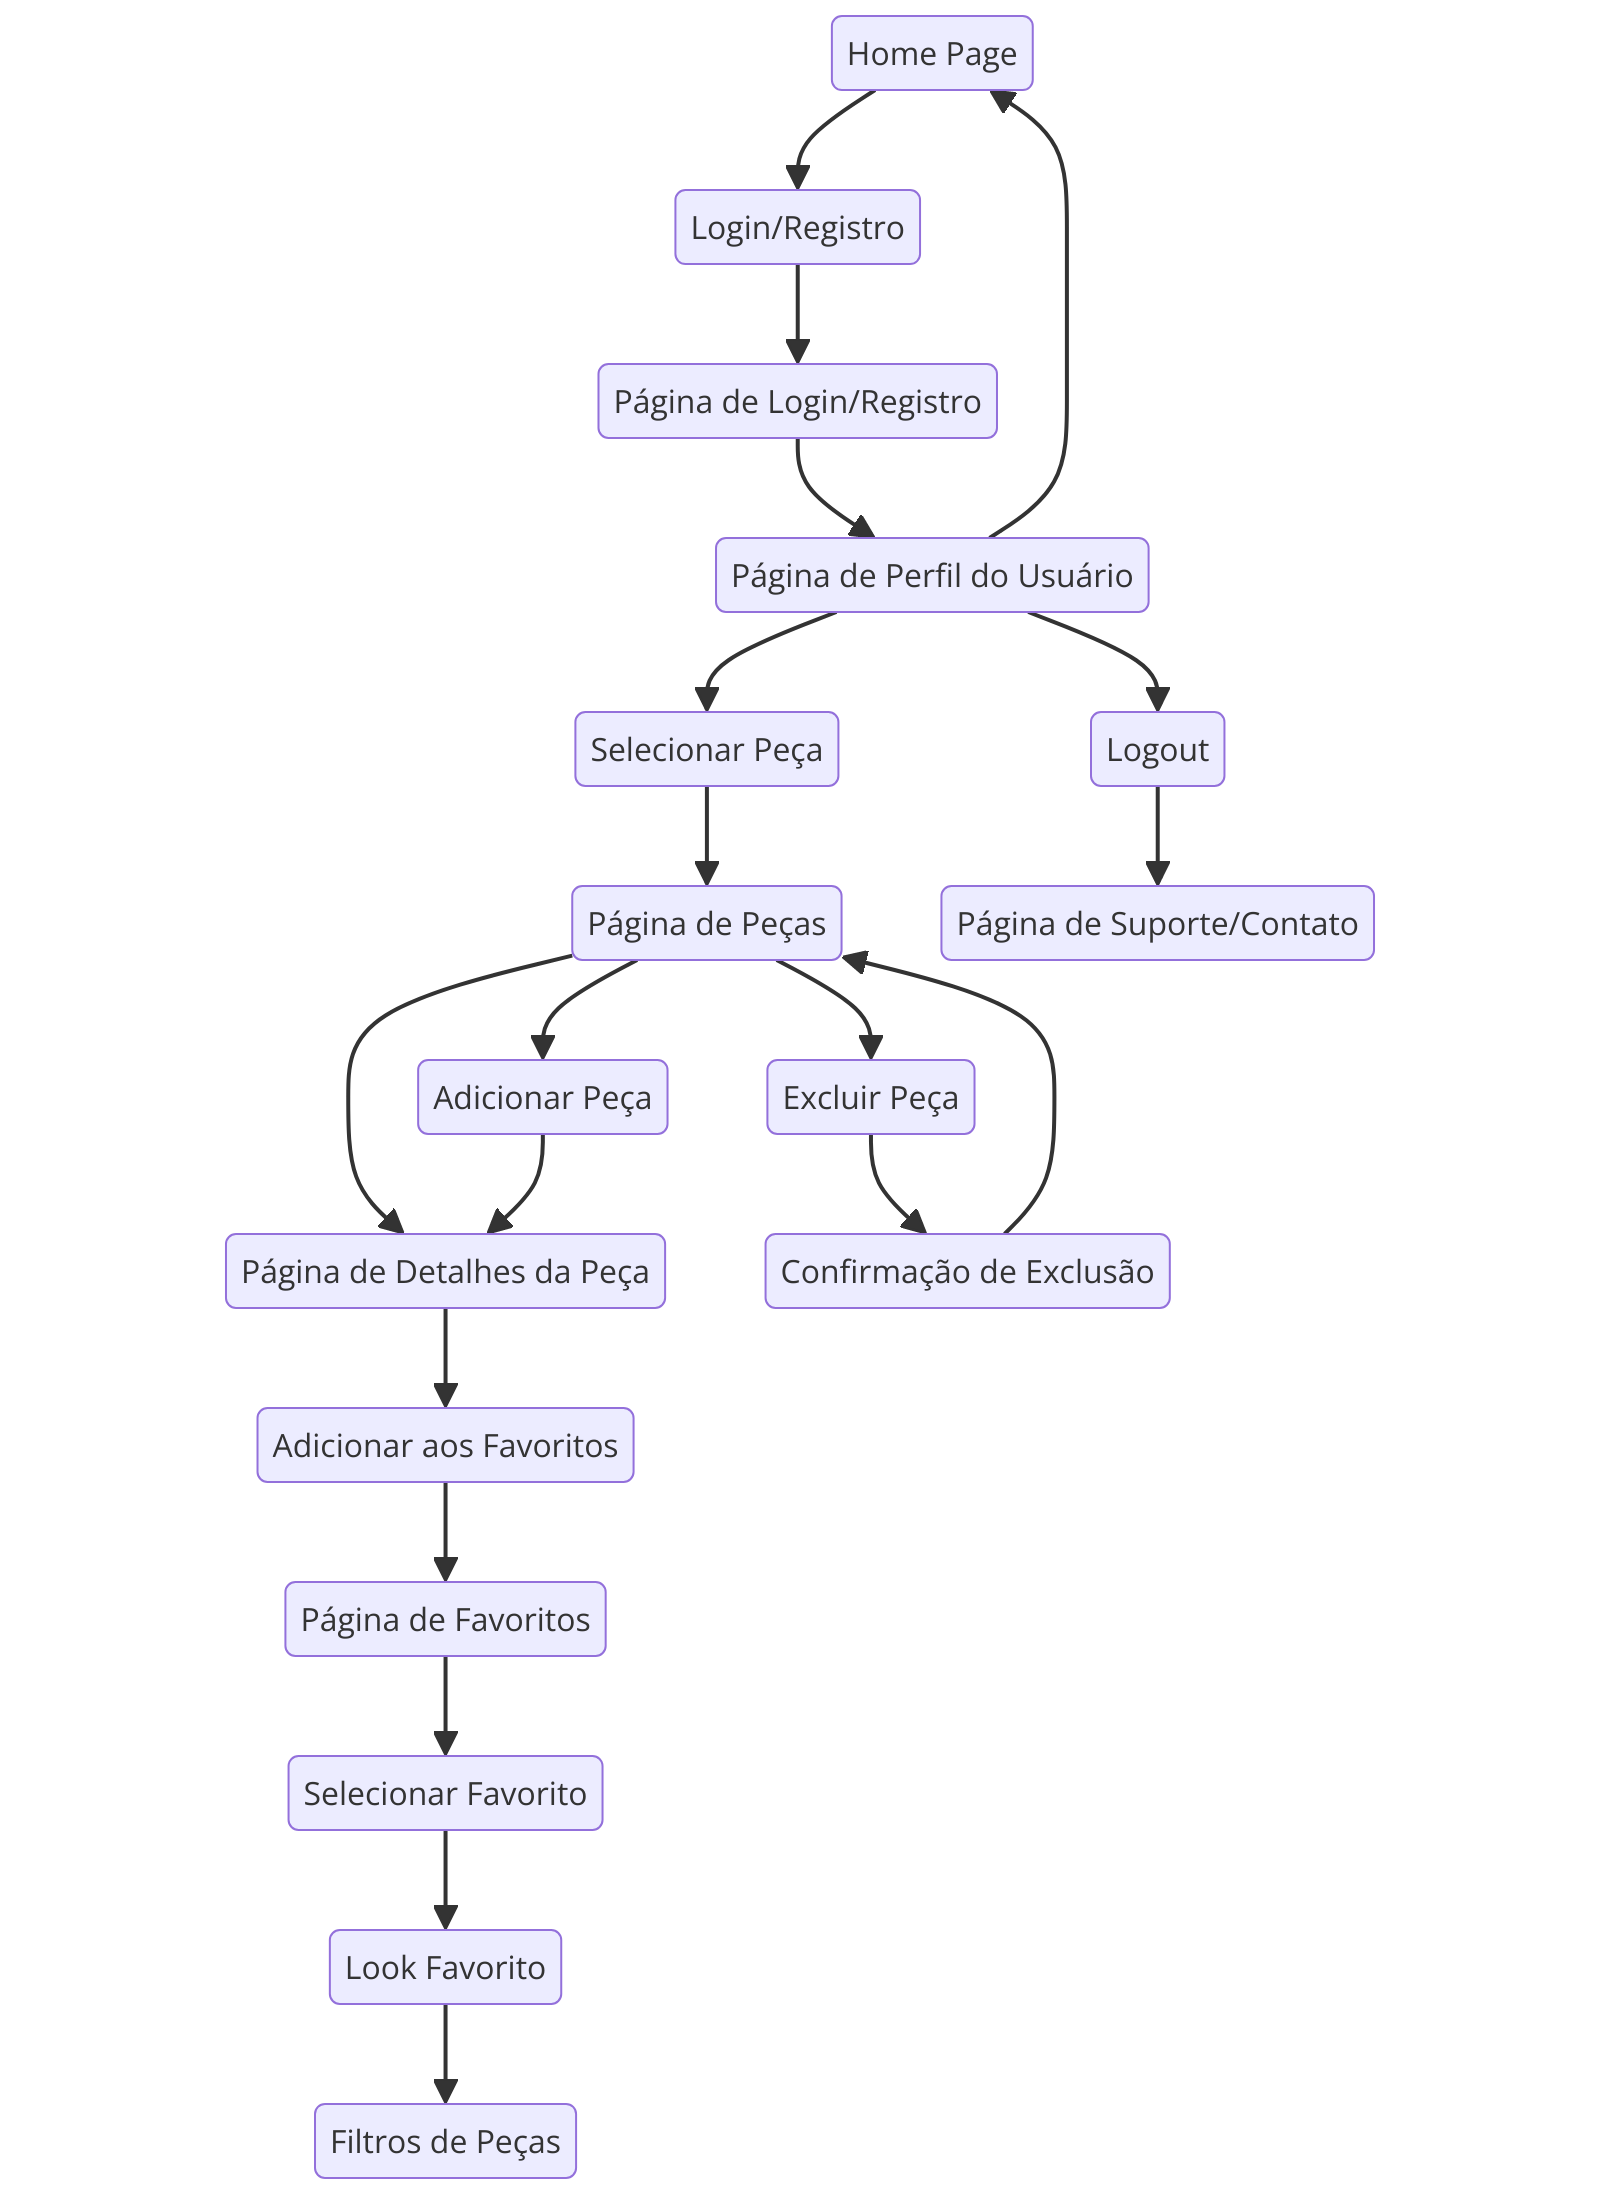 Home Page
Login/Registro
Página de Login/Registro
Página de Perfil do Usuário
Selecionar Peça
Logout
Página de Peças
Página de Suporte/Contato
Adicionar Peça
Excluir Peça
Página de Detalhes da Peça
Confirmação de Exclusão
Adicionar aos Favoritos
Página de Favoritos
Selecionar Favorito
Look Favorito
Filtros de Peças